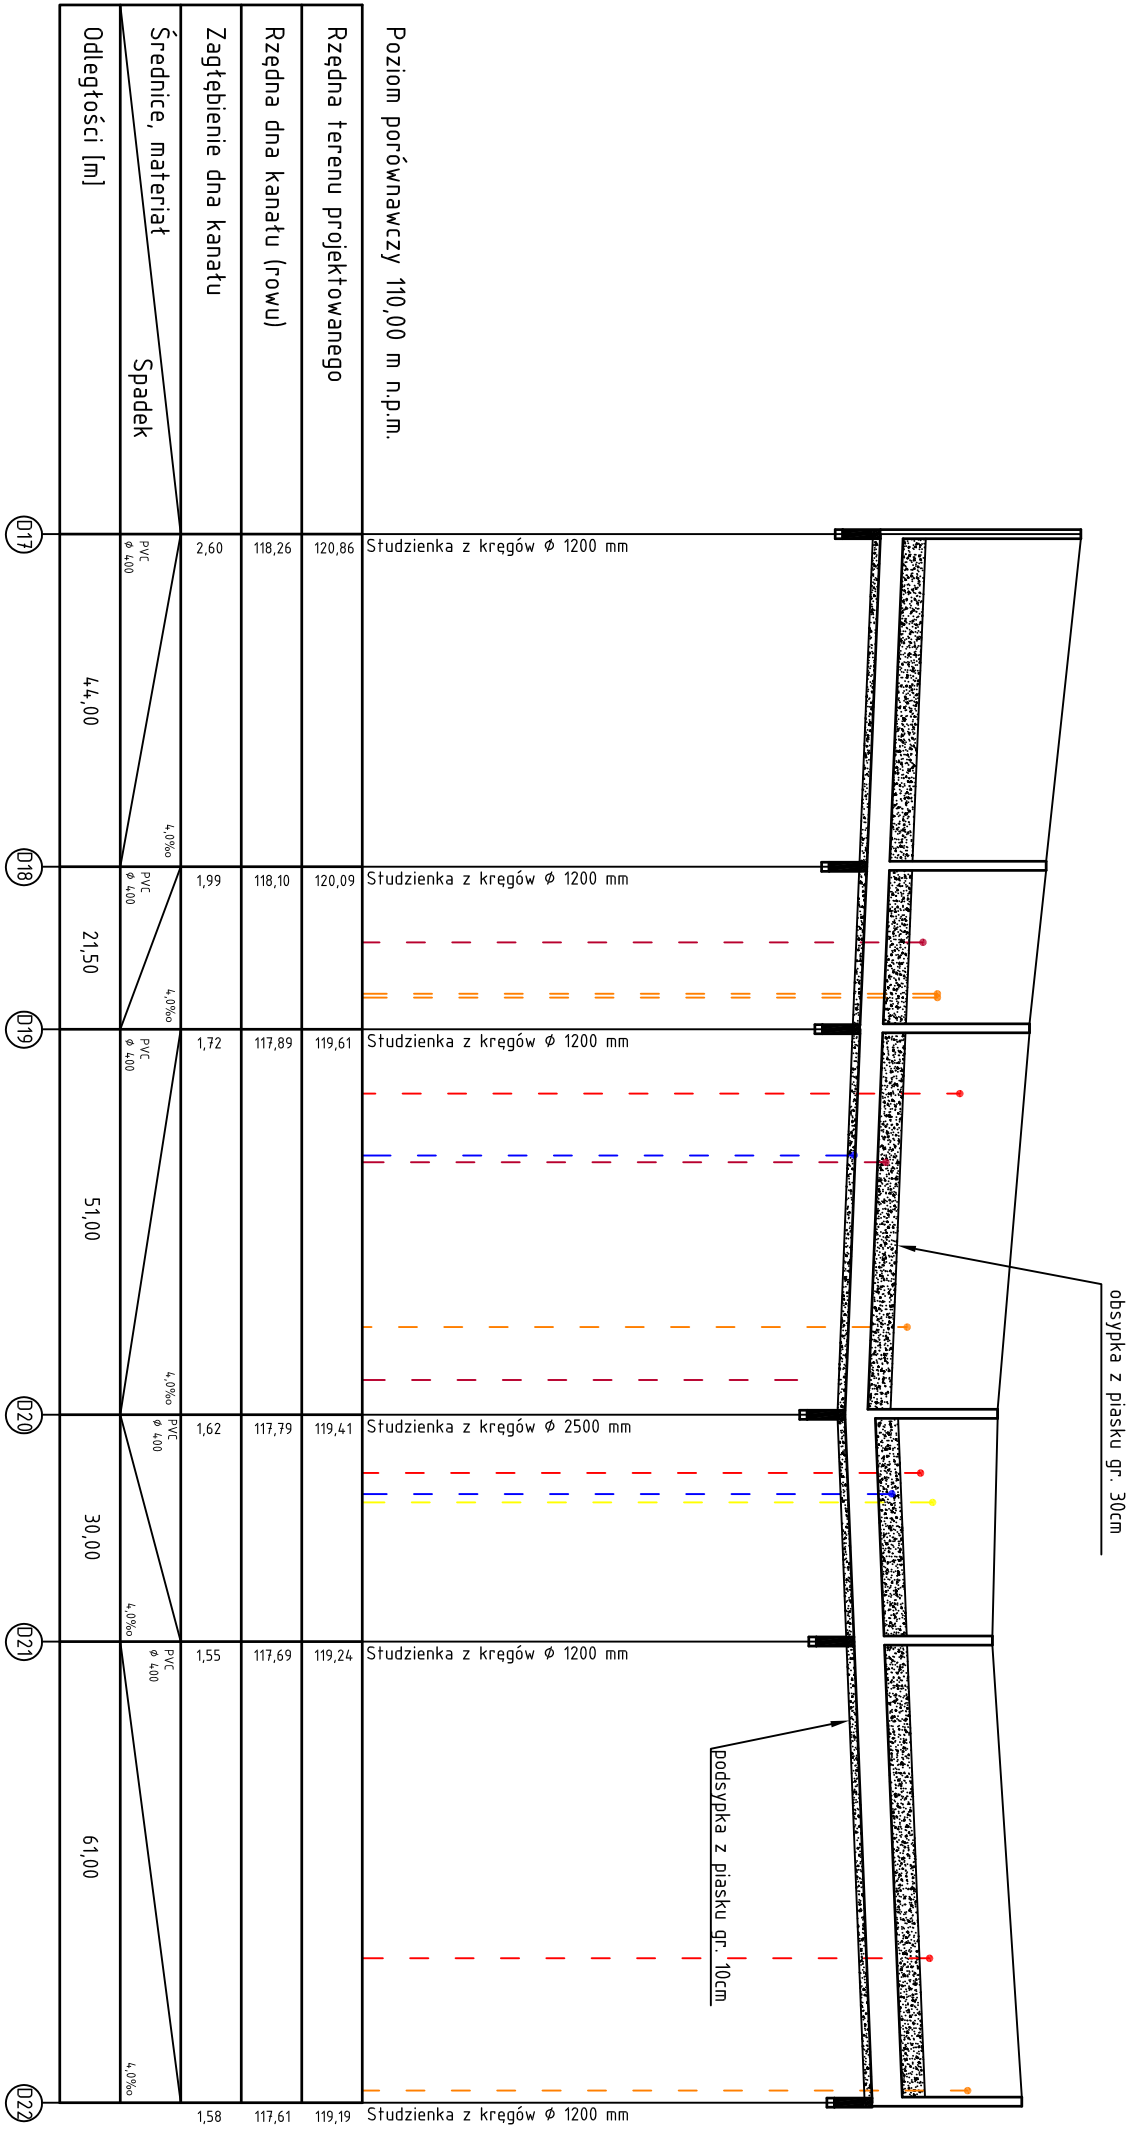 obsypka z piasku gr. 30cm
podsypka z piasku gr. 10cm
Poziom porównawczy 110,00 m n.p.m.
Studzienka z kręgów Ø 1200 mm
Studzienka z kręgów Ø 1200 mm
Studzienka z kręgów Ø 1200 mm
Studzienka z kręgów Ø 2500 mm
Studzienka z kręgów Ø 1200 mm
Studzienka z kręgów Ø 1200 mm
Rzędna terenu projektowanego 120,86 120,09 119,61 119,41 119,24 119,19
Rzędna dna kanału (rowu) 118,26 118,10 117,89 117,79 117,69 117,61
Zagłębienie dna kanału 2,60 1,99 1,72 1,62 1,55 1,58
Średnice, materiał
Spadek
PVC
Ø 400
4,0‰
PVC
Ø 400
4,0‰
PVC
Ø 400
4,0‰
PVC
Ø 400
4,0‰
PVC
Ø 400
4,0‰
Odległości [m] 44,00 21,50 51,00 30,00 61,00
D17 D18 D19 D20 D21 D22